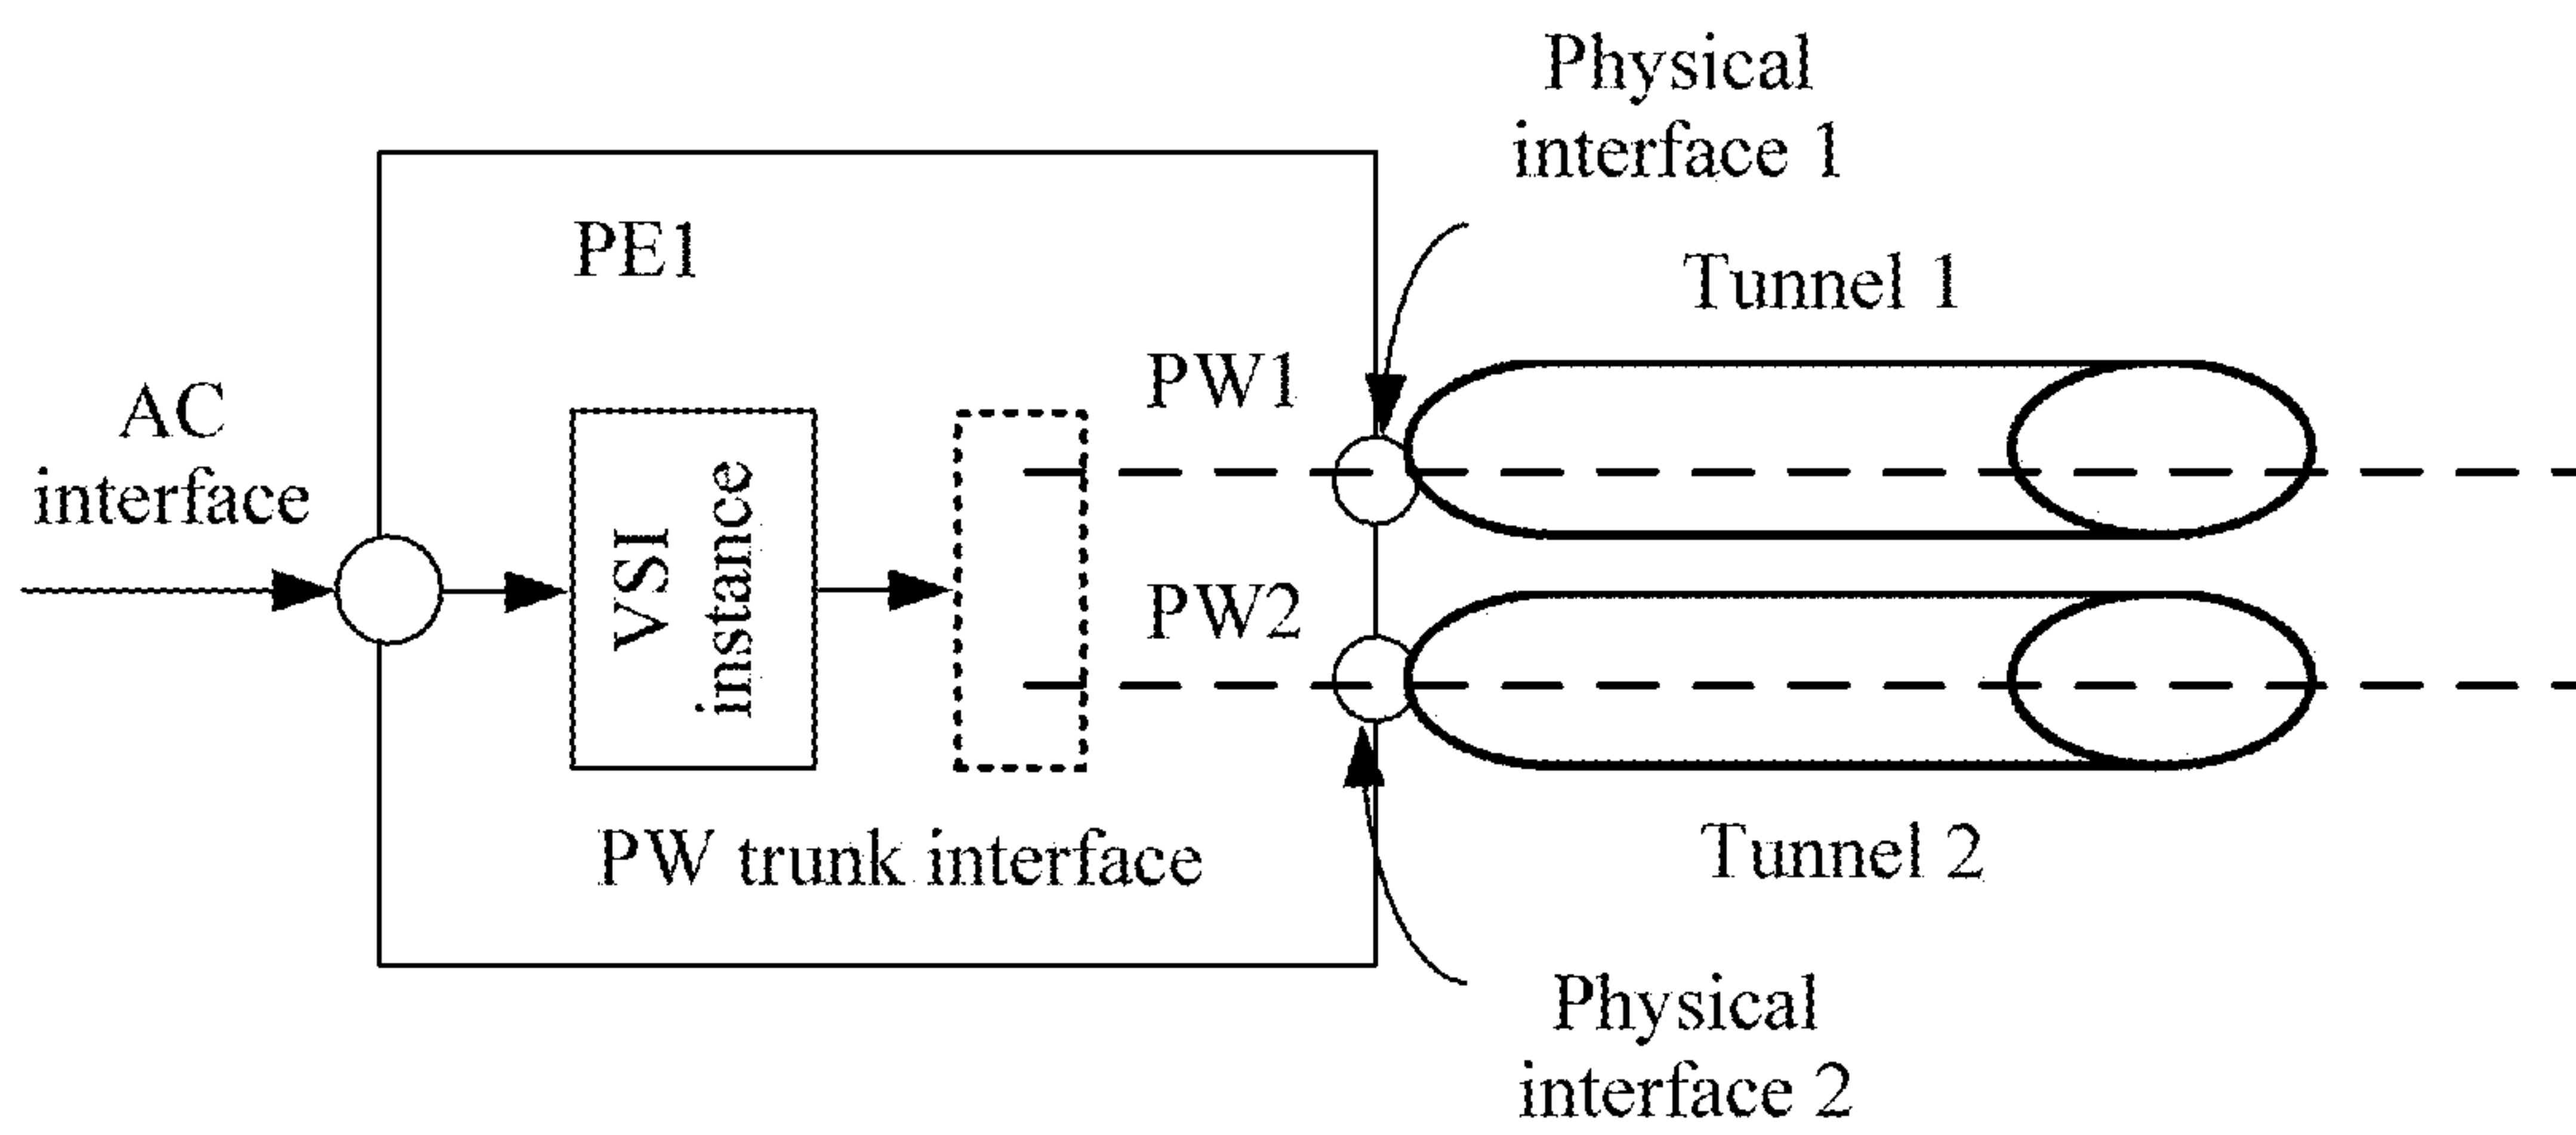 Physical
interface 1
PE1
Tunnel 1
PW1
AC
interface
VSI
instance
PW2
PW trunk interface
Tunnel 2
Physical
interface 2